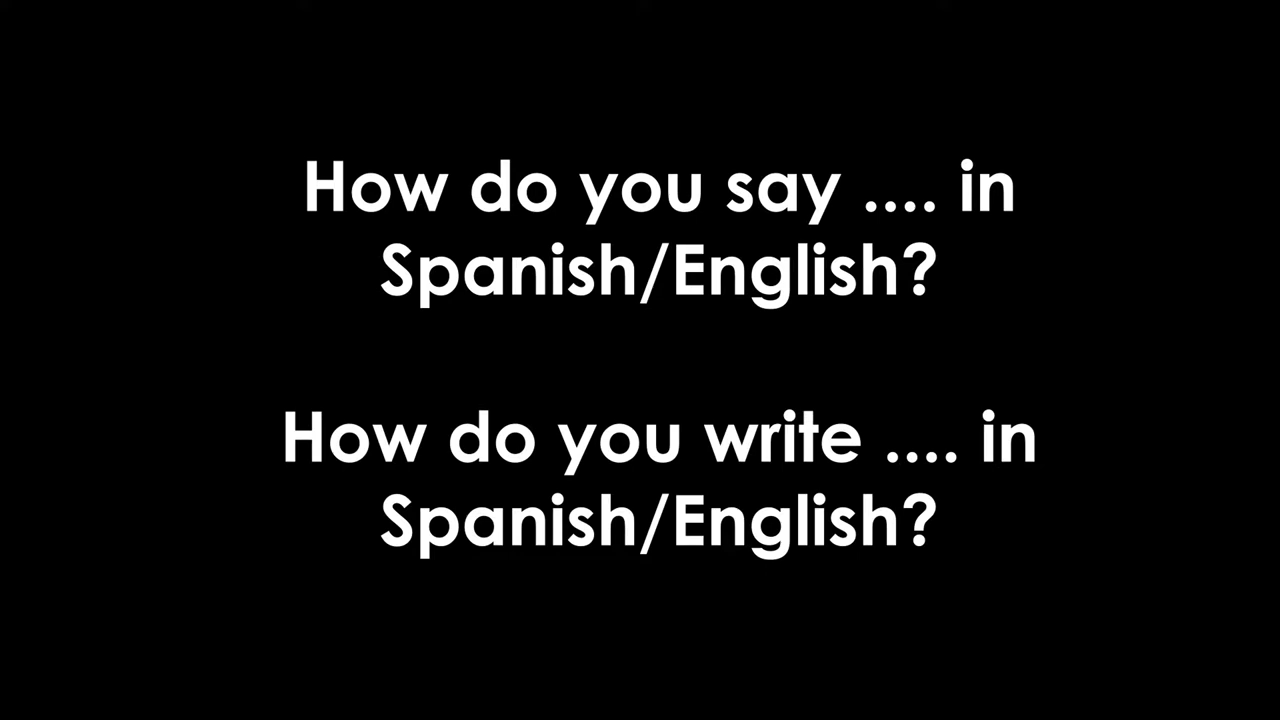 How do you say .... in
Spanish/English?
How do you write .... in
Spanish/English?